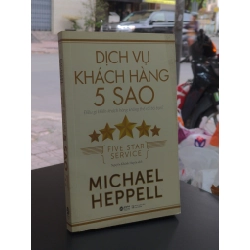 DỊCH VỤ
KHÁCH HÀNG
5 SAO
FIVE STAR
SERVICE
MICHAEL
HEPPELL